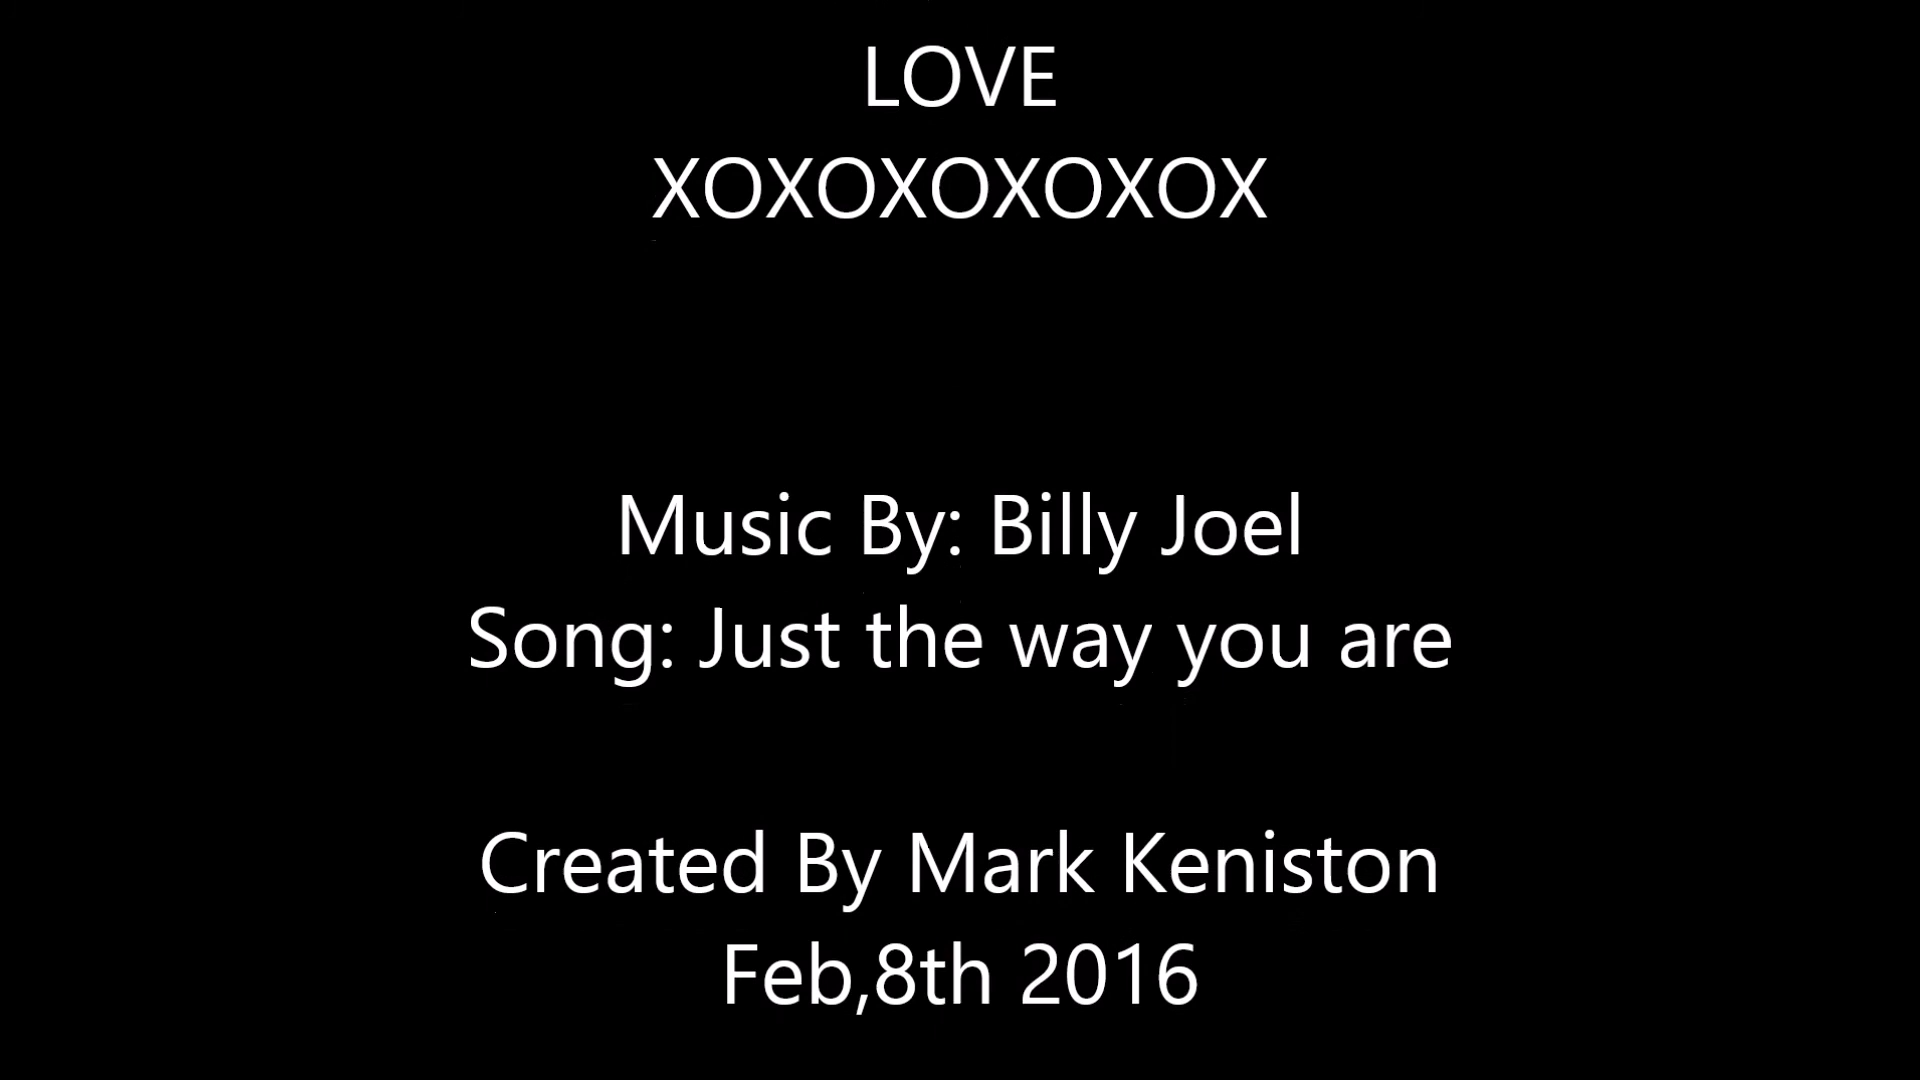 LOVE
XOXOXOXOXOX
Music By: Billy Joel
Song: Just the way you are
Created By Mark Keniston
Feb,8th 2016